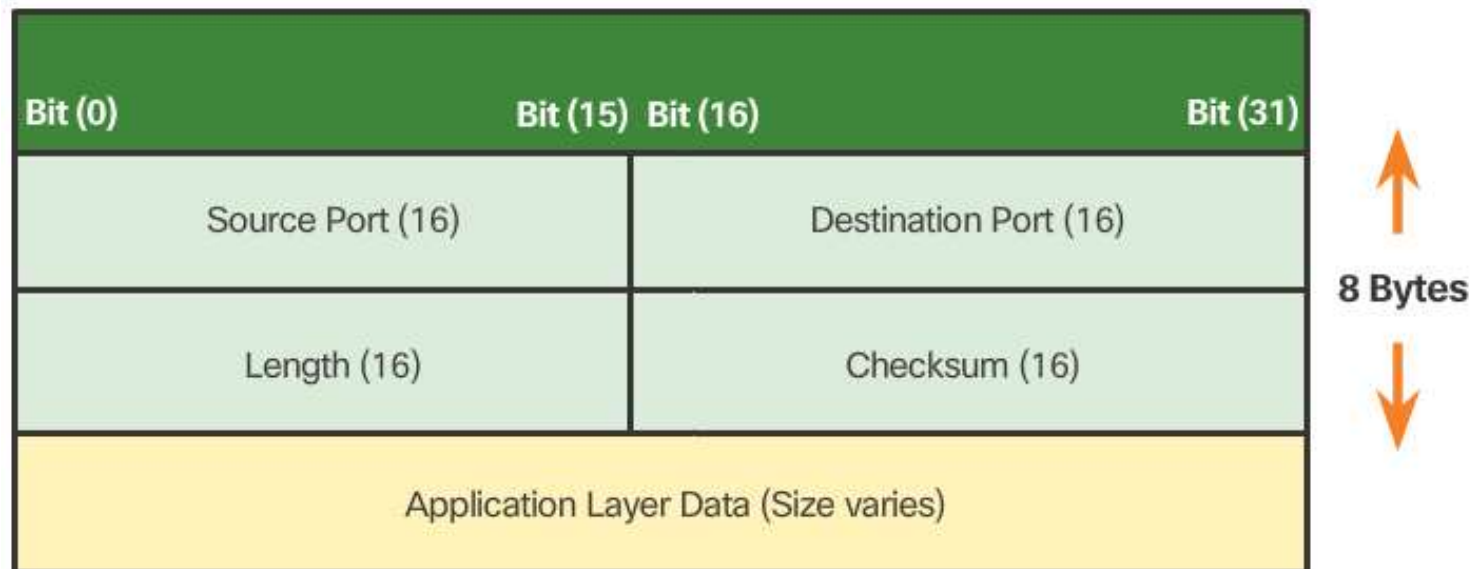 Bit (0) Bit (15) Bit (16) Bit (31)
Source Port (16) Destination Port (16)
8 Bytes
Length (16) Checksum (16)
Application Layer Data (Size varies)